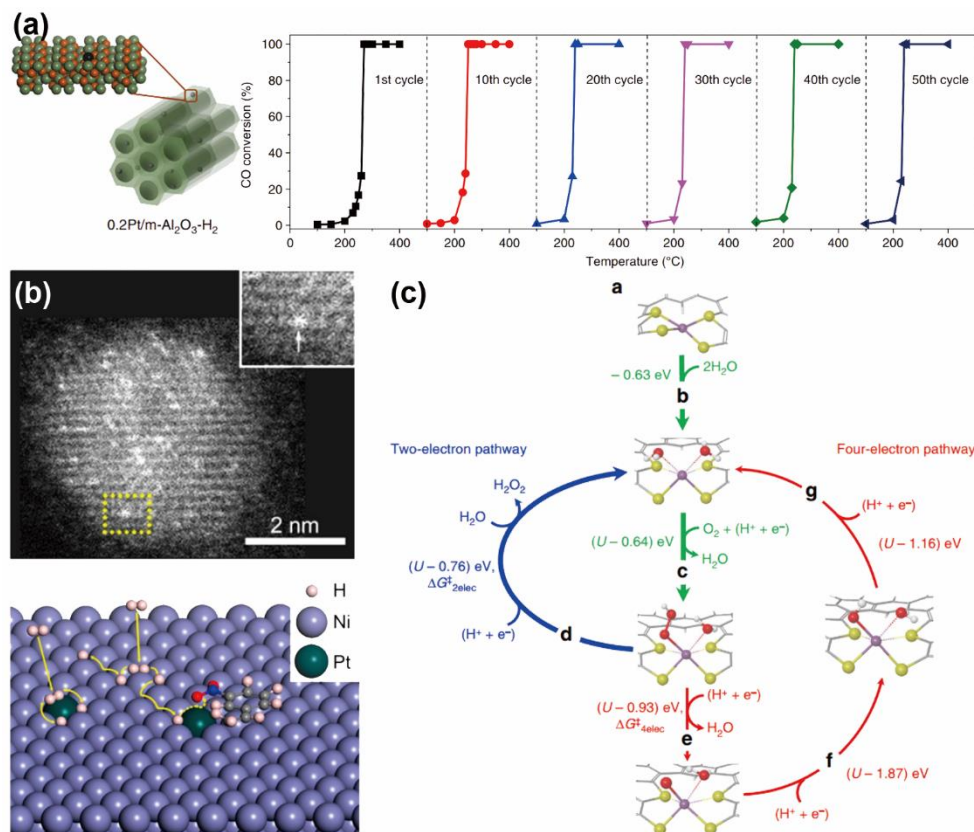 (a)
0.2Pt/m-Al₂O₃-H₂
CO conversion (%)
100
80
60
40
20
0
1st cycle
10th cycle
20th cycle
30th cycle
40th cycle
50th cycle
0 200 400 200 400 200 400 200 400 200 400 200 400
Temperature (°C)
(b)
2 nm
H
Ni
Pt
(c)
a
− 0.63 eV
2H₂O
b
Two-electron pathway
Four-electron pathway
H₂O₂
H₂O
(U − 0.76) eV,
ΔG‡2elec
(H⁺ + e⁻)
d
(U − 0.64) eV
O₂ + (H⁺ + e⁻)
H₂O
c
(U − 0.93) eV,
ΔG‡4elec
(H⁺ + e⁻)
H₂O
e
(H⁺ + e⁻)
f
(U − 1.87) eV
g
(H⁺ + e⁻)
(U − 1.16) eV